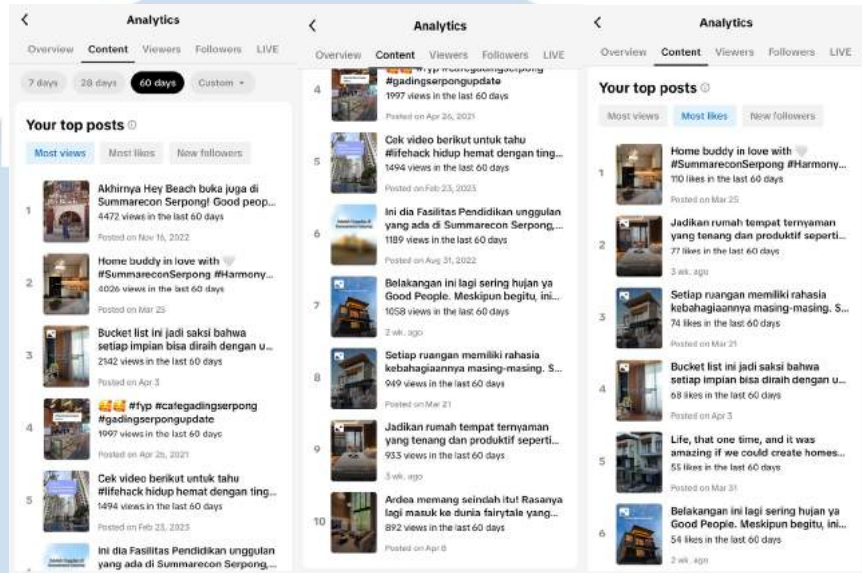 Analytics
Overview Content Viewers Followers LIVE
7 days 28 days 60 days Custom
Your top posts
Most views Most likes New followers
1
Akhirnya Hey Beach buka juga di
Summarecon Serpong! Good peop...
4472 views in the last 60 days
Posted on Nov 16, 2022
2
Home buddy in love with 🤍
#SummareconSerpong #Harmony...
4026 views in the last 60 days
Posted on Mar 25
3
Bucket list ini jadi saksi bahwa
setiap impian bisa diraih dengan u...
2142 views in the last 60 days
Posted on Apr 3
4
🥰🥰 #fyp #cafegadingserpong
#gadingserpongupdate
1997 views in the last 60 days
Posted on Apr 26, 2021
5
Cek video berikut untuk tahu
#lifehack hidup hemat dengan ting...
1494 views in the last 60 days
Posted on Feb 23, 2023
Ini dia Fasilitas Pendidikan unggulan
yang ada di Summarecon Serpong,...
Analytics
Overview Content Viewers Followers LIVE
4
🥰🥰 #fyp #cafegadingserpong
#gadingserpongupdate
1997 views in the last 60 days
Posted on Apr 26, 2021
5
Cek video berikut untuk tahu
#lifehack hidup hemat dengan ting...
1494 views in the last 60 days
Posted on Feb 23, 2023
6
Ini dia Fasilitas Pendidikan unggulan
yang ada di Summarecon Serpong,...
1189 views in the last 60 days
Posted on Aug 31, 2022
7
Belakangan ini lagi sering hujan ya
Good People. Meskipun begitu, ini...
1058 views in the last 60 days
2 wk. ago
8
Setiap ruangan memiliki rahasia
kebahagiaannya masing-masing. S...
949 views in the last 60 days
Posted on Mar 21
9
Jadikan rumah tempat ternyaman
yang tenang dan produktif seperti...
933 views in the last 60 days
3 wk. ago
10
Ardea memang seindah itu! Rasanya
lagi masuk ke dunia fairytale yang...
892 views in the last 60 days
Posted on Apr 8
Analytics
Overview Content Viewers Followers LIVE
Your top posts
Most views Most likes New followers
1
Home buddy in love with 🤍
#SummareconSerpong #Harmony...
110 likes in the last 60 days
Posted on Mar 25
2
Jadikan rumah tempat ternyaman
yang tenang dan produktif seperti...
77 likes in the last 60 days
3 wk. ago
3
Setiap ruangan memiliki rahasia
kebahagiaannya masing-masing. S...
74 likes in the last 60 days
Posted on Mar 21
4
Bucket list ini jadi saksi bahwa
setiap impian bisa diraih dengan u...
68 likes in the last 60 days
Posted on Apr 3
5
Life, that one time, and it was
amazing if we could create homes...
55 likes in the last 60 days
Posted on Mar 31
6
Belakangan ini lagi sering hujan ya
Good People. Meskipun begitu, ini...
54 likes in the last 60 days
2 wk. ago